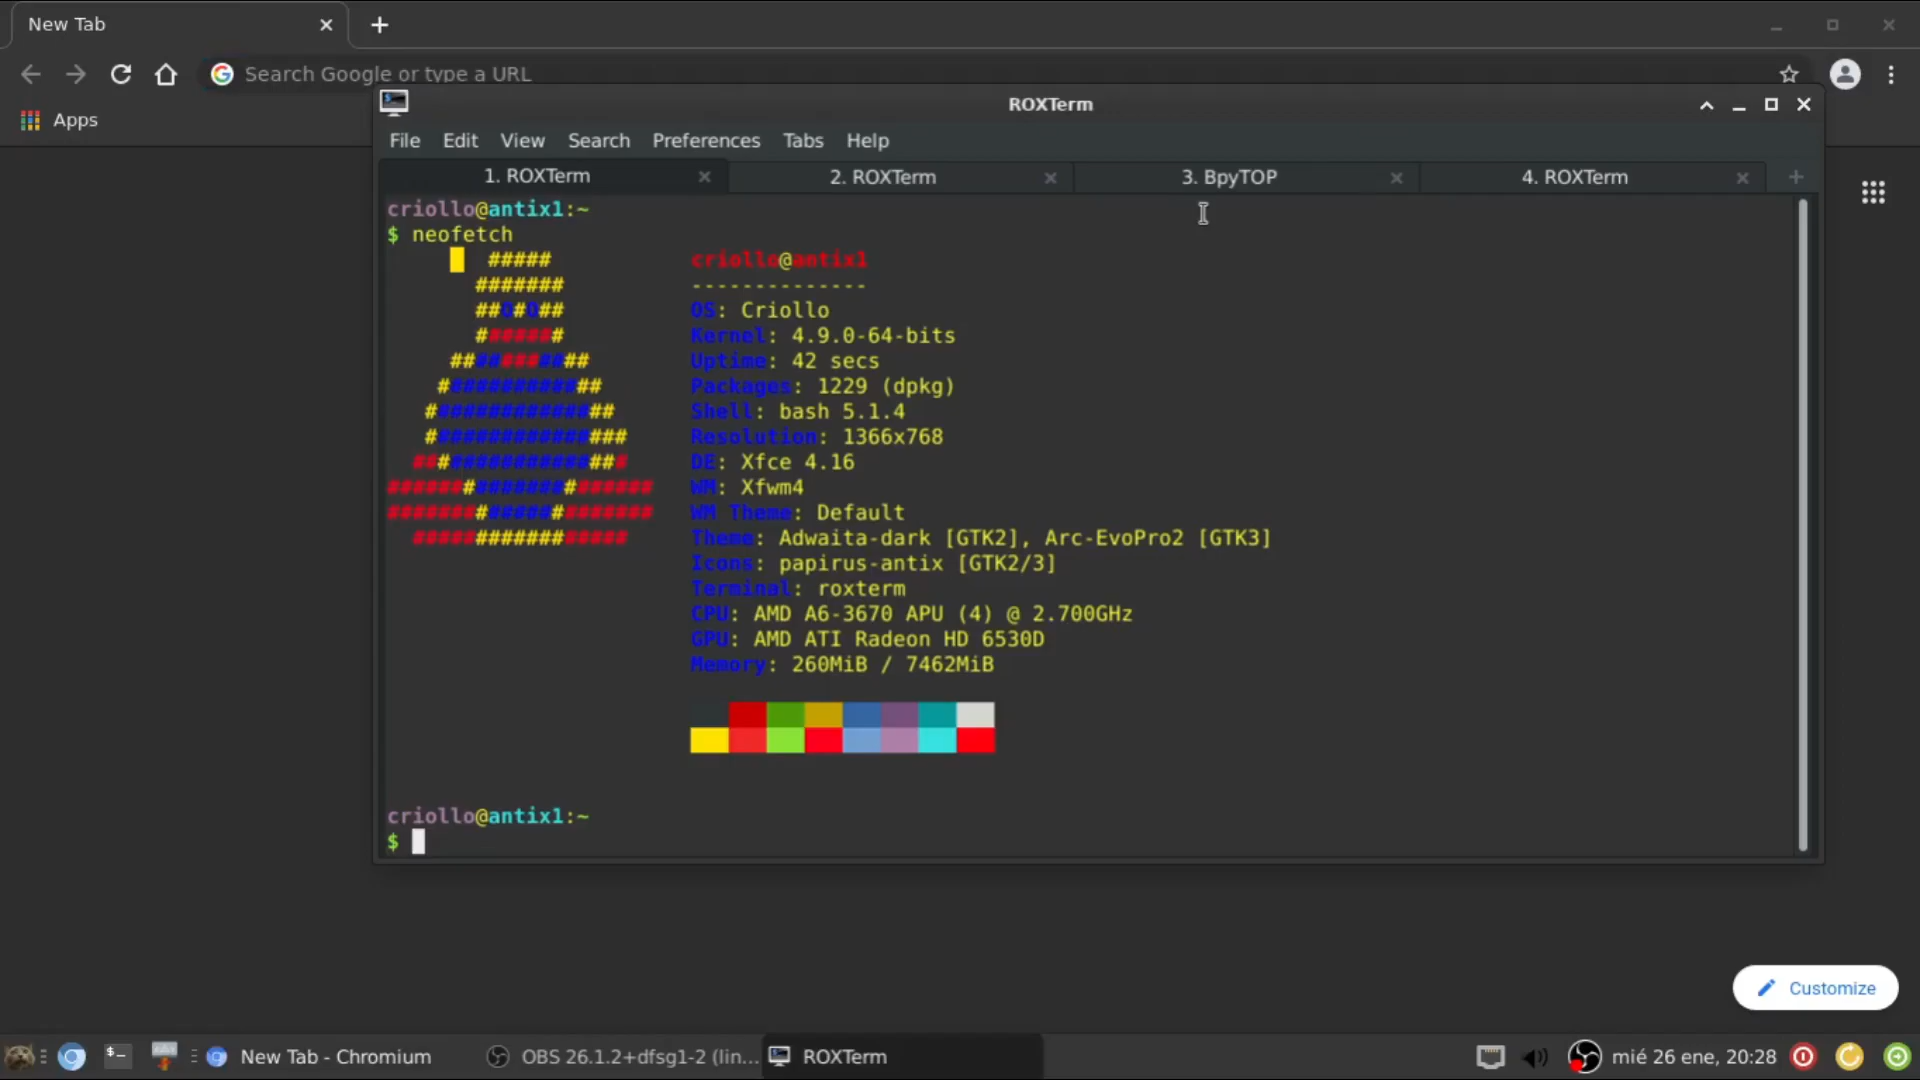 New Tab
Search Google or type a URL
Apps
ROXTerm
File Edit View Search Preferences Tabs Help
1. ROXTerm 2. ROXTerm 3. BpyTOP 4. ROXTerm
criollo@antix1:~
$ neofetch
#####
#######
##O#O##
#######
###########
#############
###############
################
#################
#####################
#####################
#################
criollo@antix1
--------------
OS: Criollo
Kernel: 4.9.0-64-bits
Uptime: 42 secs
Packages: 1229 (dpkg)
Shell: bash 5.1.4
Resolution: 1366x768
DE: Xfce 4.16
WM: Xfwm4
WM Theme: Default
Theme: Adwaita-dark [GTK2], Arc-EvoPro2 [GTK3]
Icons: papirus-antix [GTK2/3]
Terminal: roxterm
CPU: AMD A6-3670 APU (4) @ 2.700GHz
GPU: AMD ATI Radeon HD 6530D
Memory: 260MiB / 7462MiB
criollo@antix1:~
$
Customize
New Tab - Chromium OBS 26.1.2+dfsg1-2 (lin... ROXTerm mié 26 ene, 20:28